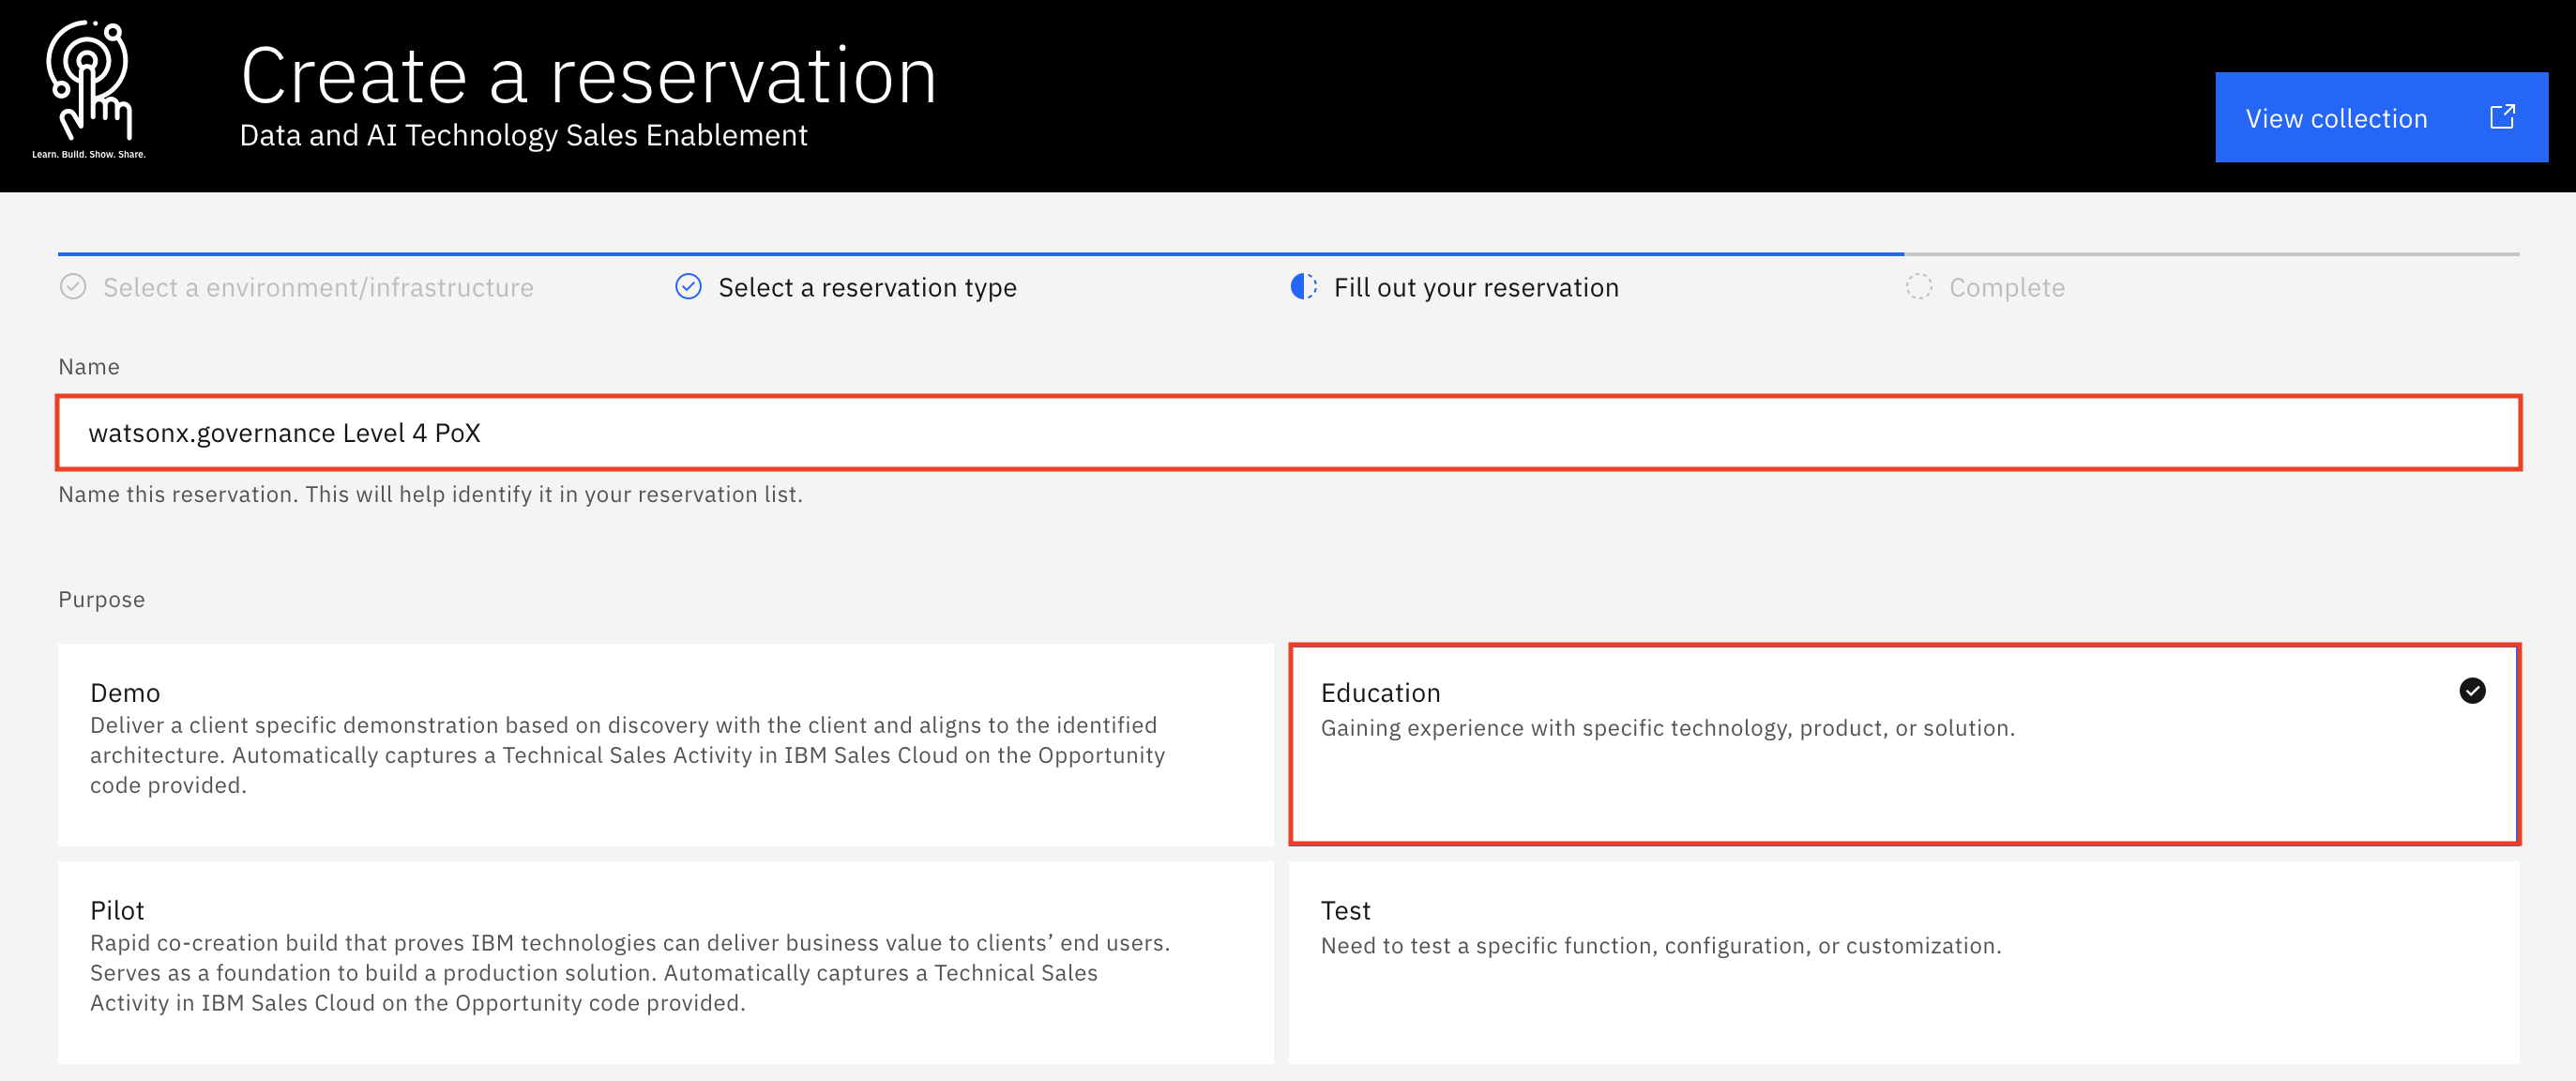 Learn. Build. Show. Share.
Create a reservation
Data and AI Technology Sales Enablement
View collection
Select a environment/infrastructure
Select a reservation type
Fill out your reservation
Complete
Name
watsonx.governance Level 4 PoX
Name this reservation. This will help identify it in your reservation list.
Purpose
Demo
Deliver a client specific demonstration based on discovery with the client and aligns to the identified
architecture. Automatically captures a Technical Sales Activity in IBM Sales Cloud on the Opportunity
code provided.
Education
Gaining experience with specific technology, product, or solution.
Pilot
Rapid co-creation build that proves IBM technologies can deliver business value to clients’ end users.
Serves as a foundation to build a production solution. Automatically captures a Technical Sales
Activity in IBM Sales Cloud on the Opportunity code provided.
Test
Need to test a specific function, configuration, or customization.